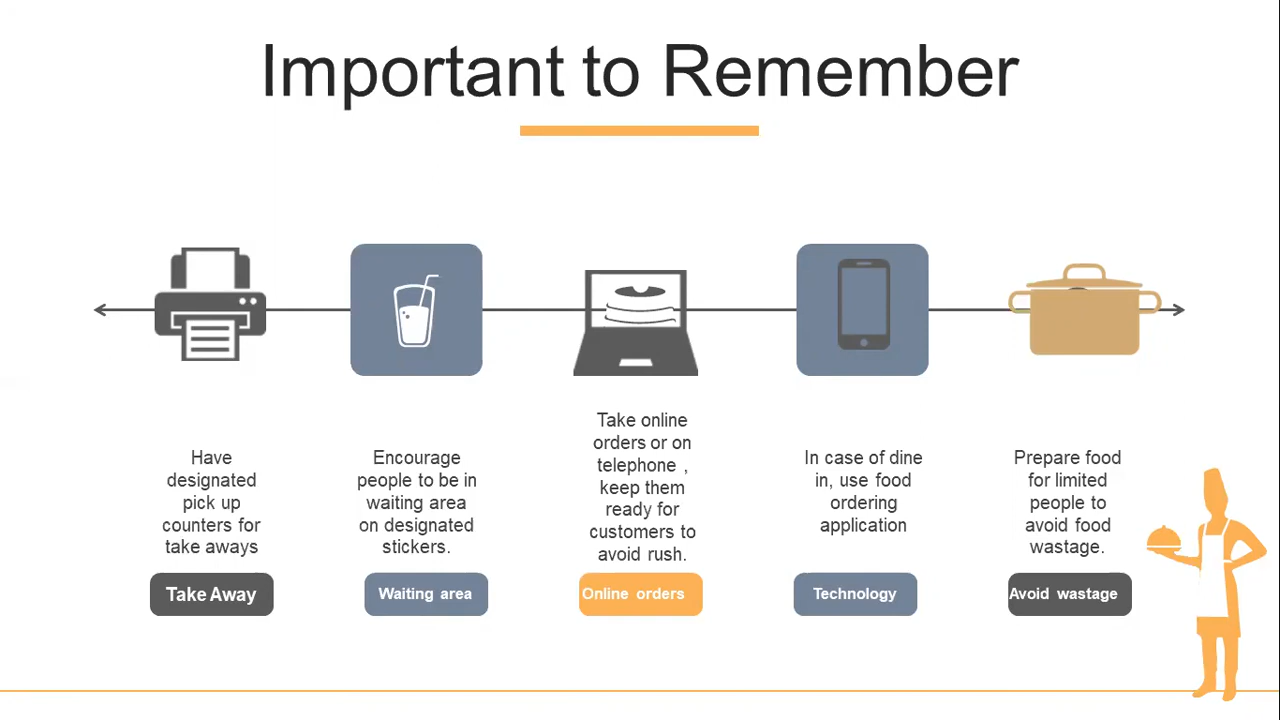 Important to Remember
Have
designated
pick up
counters for
take aways
Take Away
Encourage
people to be in
waiting area
on designated
stickers.
Waiting area
Take online
orders or on
telephone ,
keep them
ready for
customers to
avoid rush.
Online orders
In case of dine
in, use food
ordering
application
Technology
Prepare food
for limited
people to
avoid food
wastage.
Avoid wastage